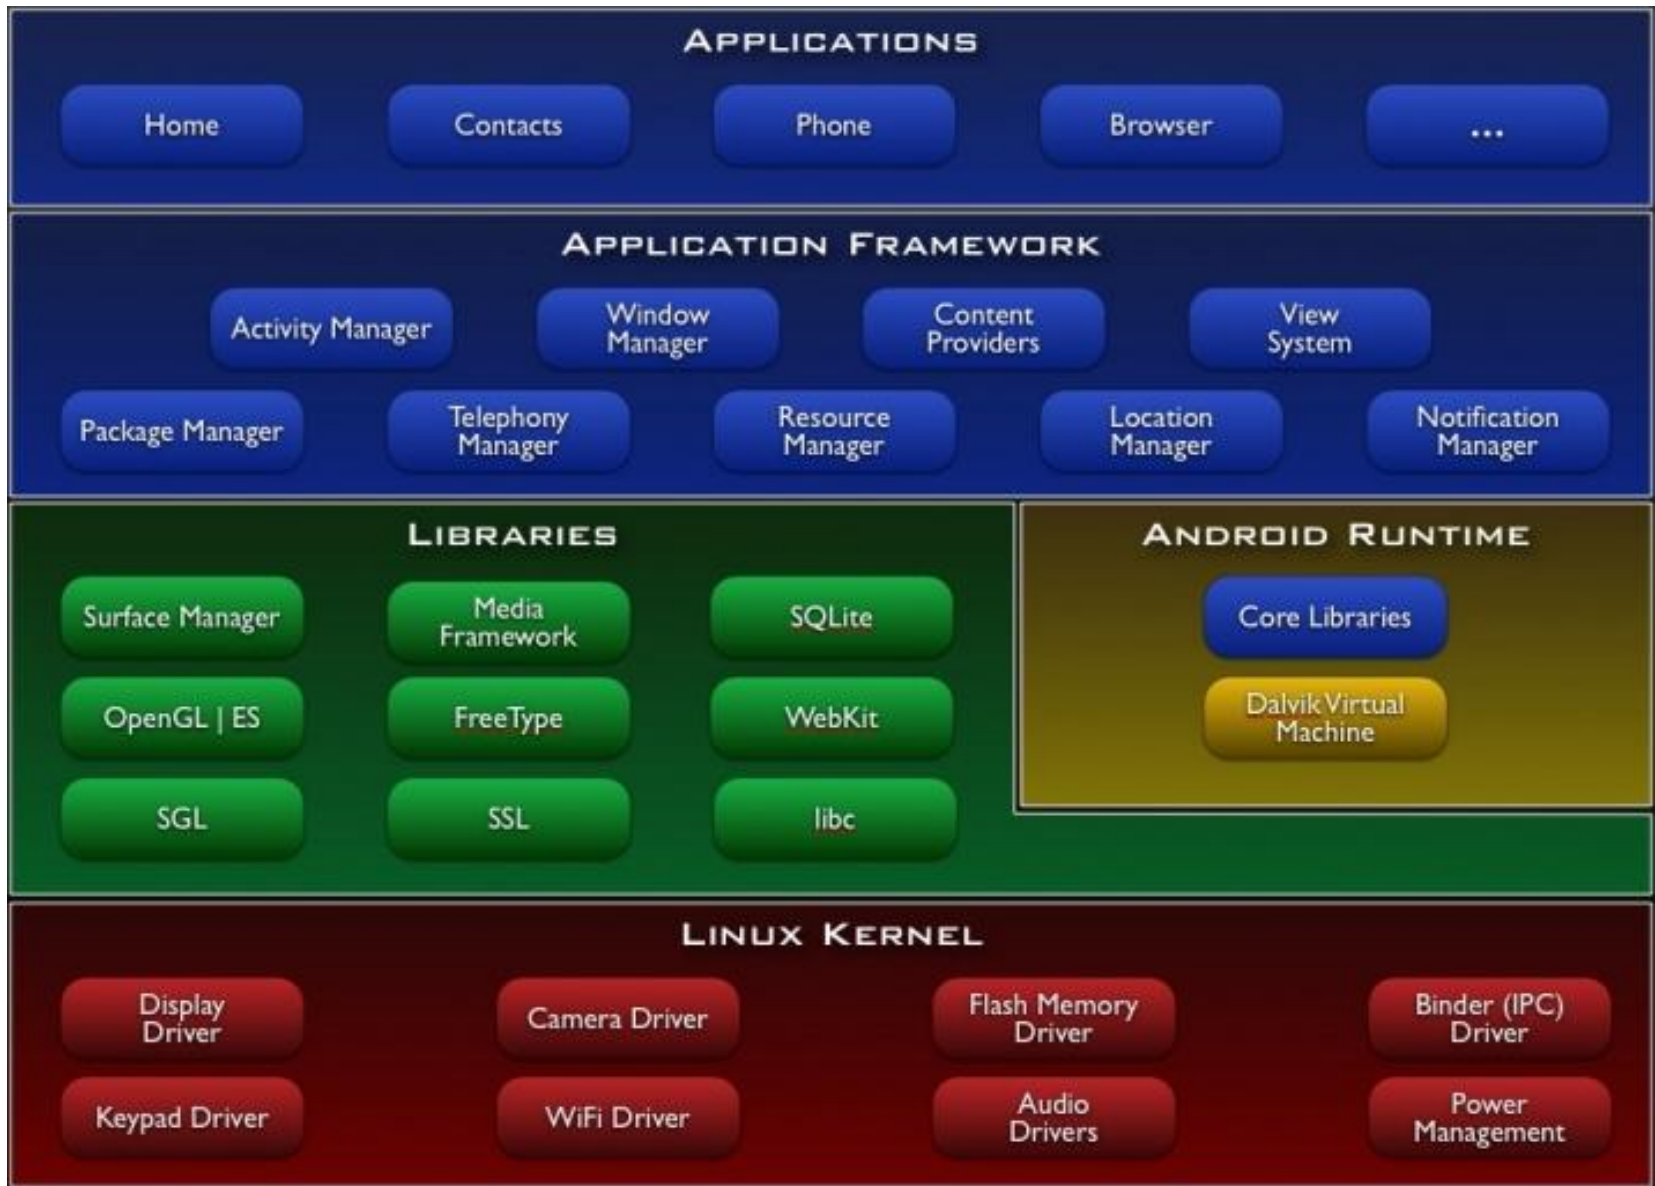 APPLICATIONS
Home
Contacts
Phone
Browser
...
APPLICATION FRAMEWORK
Activity Manager
Window
Manager
Content
Providers
View
System
Package Manager
Telephony
Manager
Resource
Manager
Location
Manager
Notification
Manager
LIBRARIES
Surface Manager
Media
Framework
SQLite
OpenGL | ES
FreeType
WebKit
SGL
SSL
libc
ANDROID RUNTIME
Core Libraries
Dalvik Virtual
Machine
LINUX KERNEL
Display
Driver
Camera Driver
Flash Memory
Driver
Binder (IPC)
Driver
Keypad Driver
WiFi Driver
Audio
Drivers
Power
Management